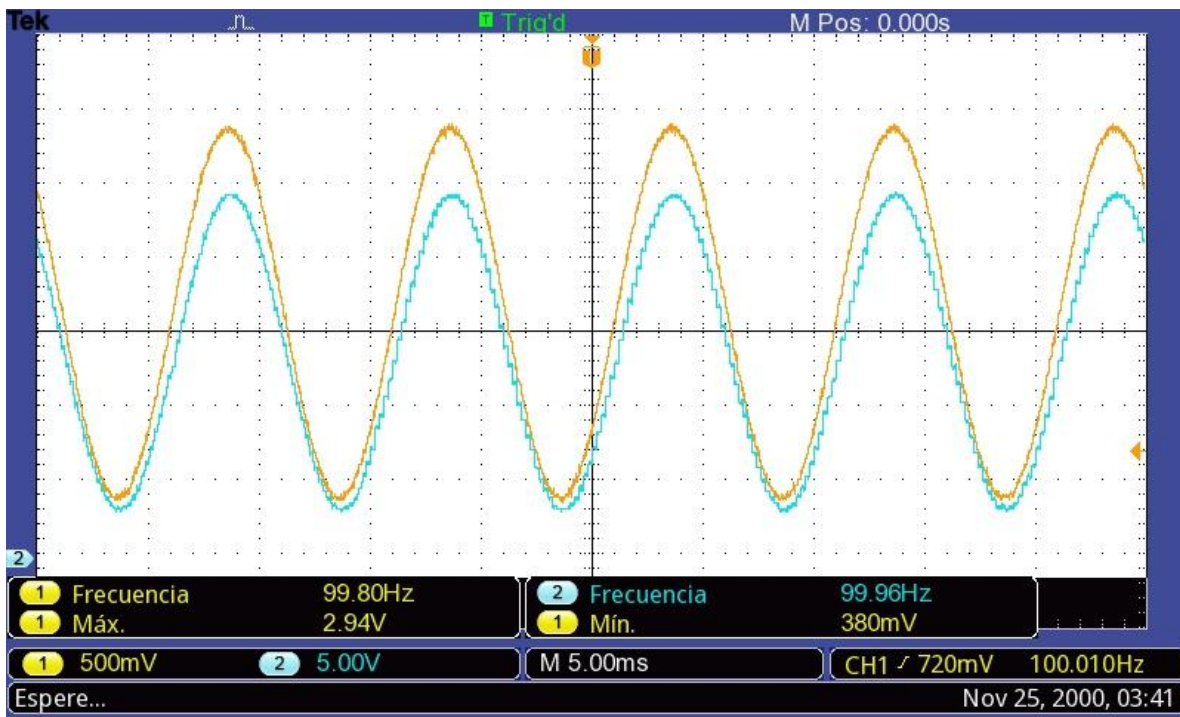 Tek T Trig'd M Pos: 0.000s
2
1 Frecuencia 99.80Hz 2 Frecuencia 99.96Hz
1 Máx. 2.94V 1 Mín. 380mV
1 500mV 2 5.00V M 5.00ms CH1 720mV 100.010Hz
Espere... Nov 25, 2000, 03:41